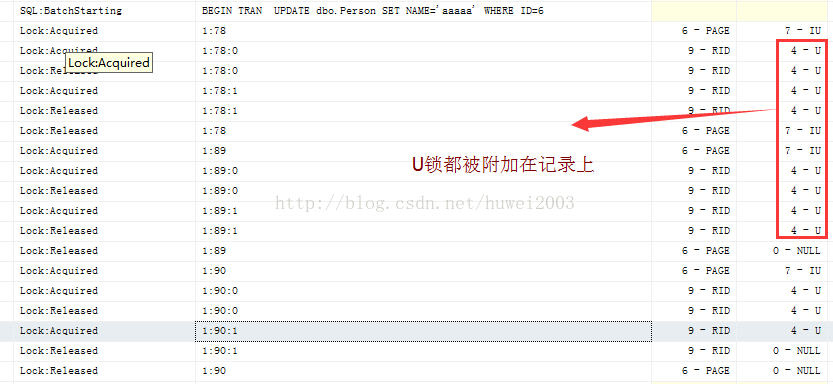 SQL:BatchStarting BEGIN TRAN  UPDATE dbo.Person SET NAME='aaaaa' WHERE ID=6
Lock:Acquired 1:78 6 - PAGE 7 - IU
Lock:Acquired 1:78:0 9 - RID 4 - U
Lock:Acquired
Lock:Released 1:78:0 9 - RID 4 - U
Lock:Acquired 1:78:1 9 - RID 4 - U
Lock:Released 1:78:1 9 - RID 4 - U
Lock:Released 1:78 6 - PAGE 7 - IU
Lock:Acquired 1:89 6 - PAGE 7 - IU
U锁都被附加在记录上
Lock:Acquired 1:89:0 9 - RID 4 - U
Lock:Released 1:89:0 9 - RID 4 - U
http://blog.csdn.net/huwei2003
Lock:Acquired 1:89:1 9 - RID 4 - U
Lock:Released 1:89:1 9 - RID 4 - U
Lock:Released 1:89 6 - PAGE 0 - NULL
Lock:Acquired 1:90 6 - PAGE 7 - IU
Lock:Acquired 1:90:0 9 - RID 4 - U
Lock:Released 1:90:0 9 - RID 4 - U
Lock:Acquired 1:90:1 9 - RID 4 - U
Lock:Released 1:90:1 9 - RID 0 - NULL
Lock:Released 1:90 6 - PAGE 0 - NULL